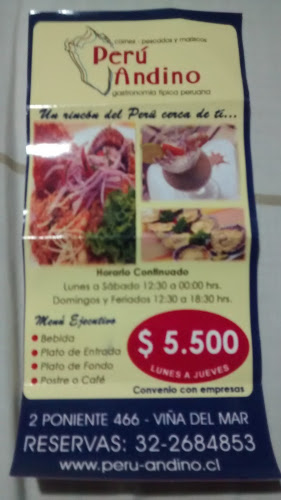 carnes - pescados y mariscos
Perú
Andino
gastronomía típica peruana
Un rincón del Perú cerca de ti...
Horario Continuado
Lunes a Sábado 12:30 a 00:00 hrs.
Domingos y Feriados 12:30 a 18:30 hrs.
Menú Ejecutivo
Bebida
Plato de Entrada
Plato de Fondo
Postre o Café
$ 5.500
LUNES A JUEVES
Convenio con empresas
2 PONIENTE 466 - VIÑA DEL MAR
RESERVAS: 32-2684853
www.peru-andino.cl